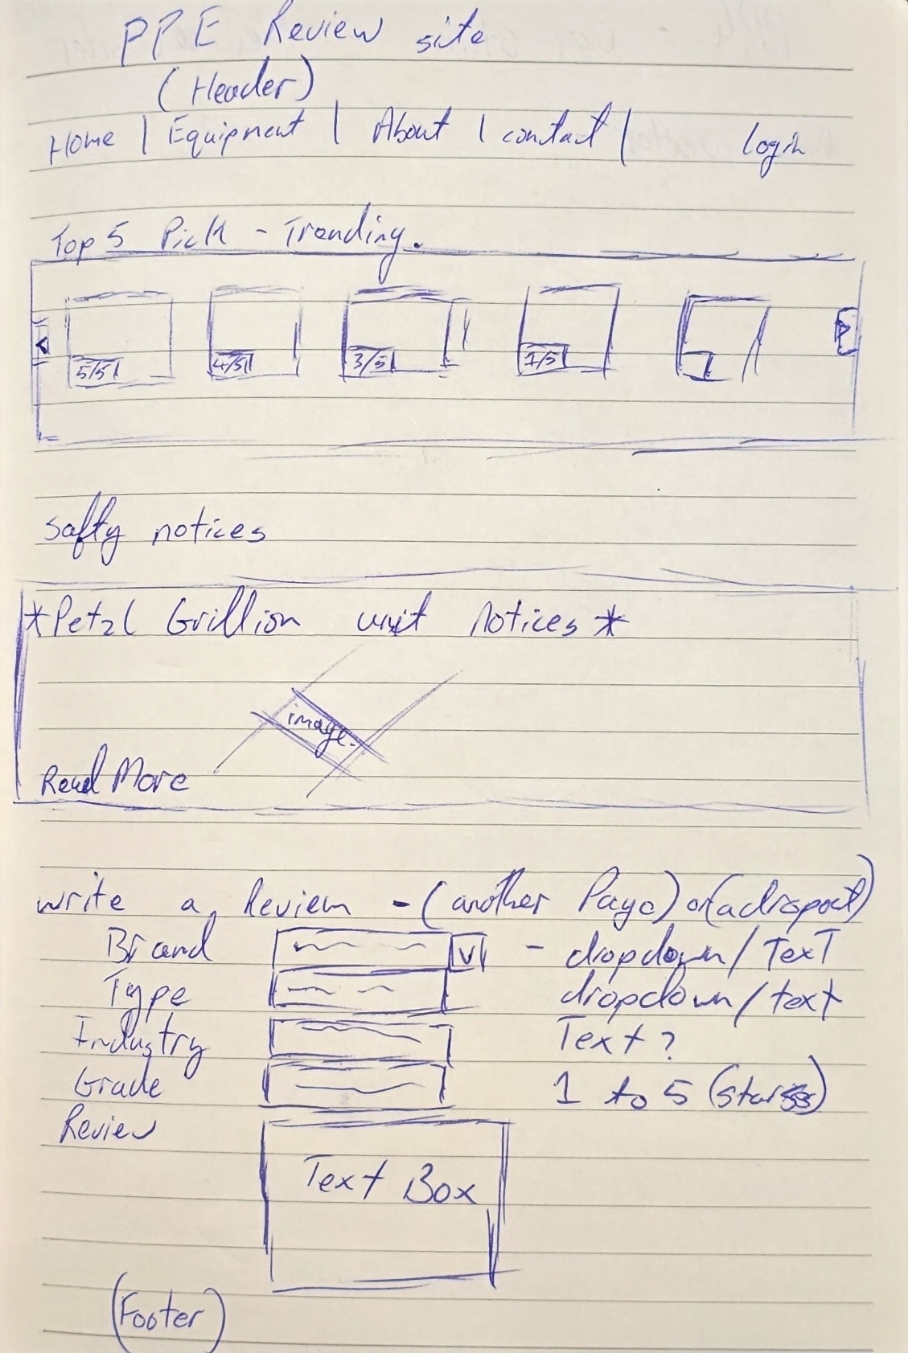 PPE Review site
(Header)
Home | Equipment | About | contact | login
Top 5 Pick - Trending.
< >
5/5 4/5 3/5 1/5
Safty notices
*Petzl Grillion unit notices*
image.
Read More
write a Review - (another Page) or
Brand v - dropdown/TexT
Type dropdown/text
Industry Text?
Grade 1 to 5 (stars)
Review
Text Box
(Footer)